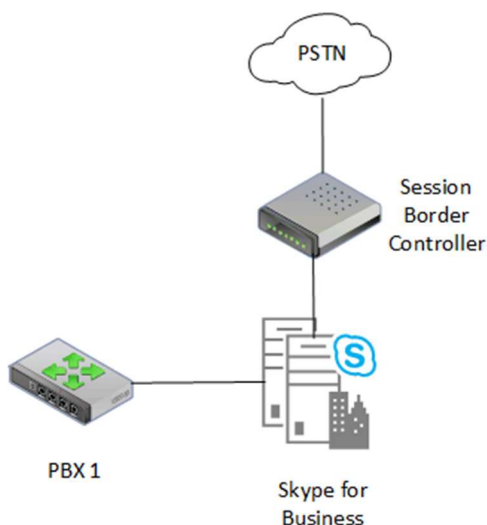 PSTN
Session
Border
Controller
S
PBX 1
Skype for
Business